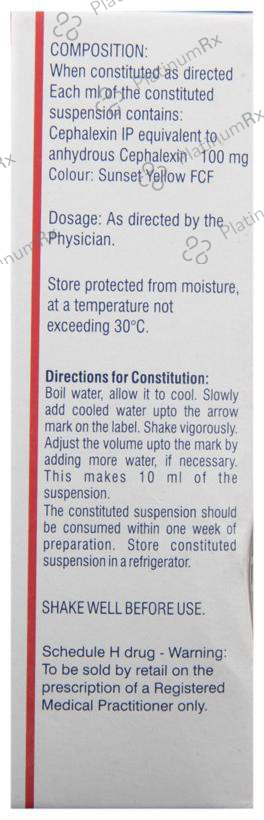 COMPOSITION:
When constituted as directed
Each ml of the constituted
suspension contains:
Cephalexin IP equivalent to
anhydrous Cephalexin 100 mg
Colour: Sunset Yellow FCF
Dosage: As directed by the
Physician.
Store protected from moisture,
at a temperature not
exceeding 30°C.
Directions for Constitution:
Boil water, allow it to cool. Slowly
add cooled water upto the arrow
mark on the label. Shake vigorously.
Adjust the volume upto the mark by
adding more water, if necessary.
This makes 10 ml of the
suspension.
The constituted suspension should
be consumed within one week of
preparation. Store constituted
suspension in a refrigerator.
SHAKE WELL BEFORE USE.
Schedule H drug - Warning:
To be sold by retail on the
prescription of a Registered
Medical Practitioner only.
PlatinumRx